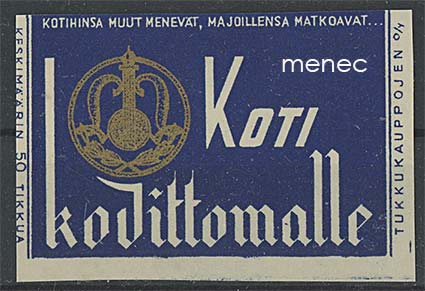 KOTIHINSA MUUT MENEVÄT, MAJOILLENSA MATKOAVAT...
menec
KOTI
kodittomalle
KESKIMÄÄRIN 50 TIKKUA
TUKKUKAUPPOJEN O/Y